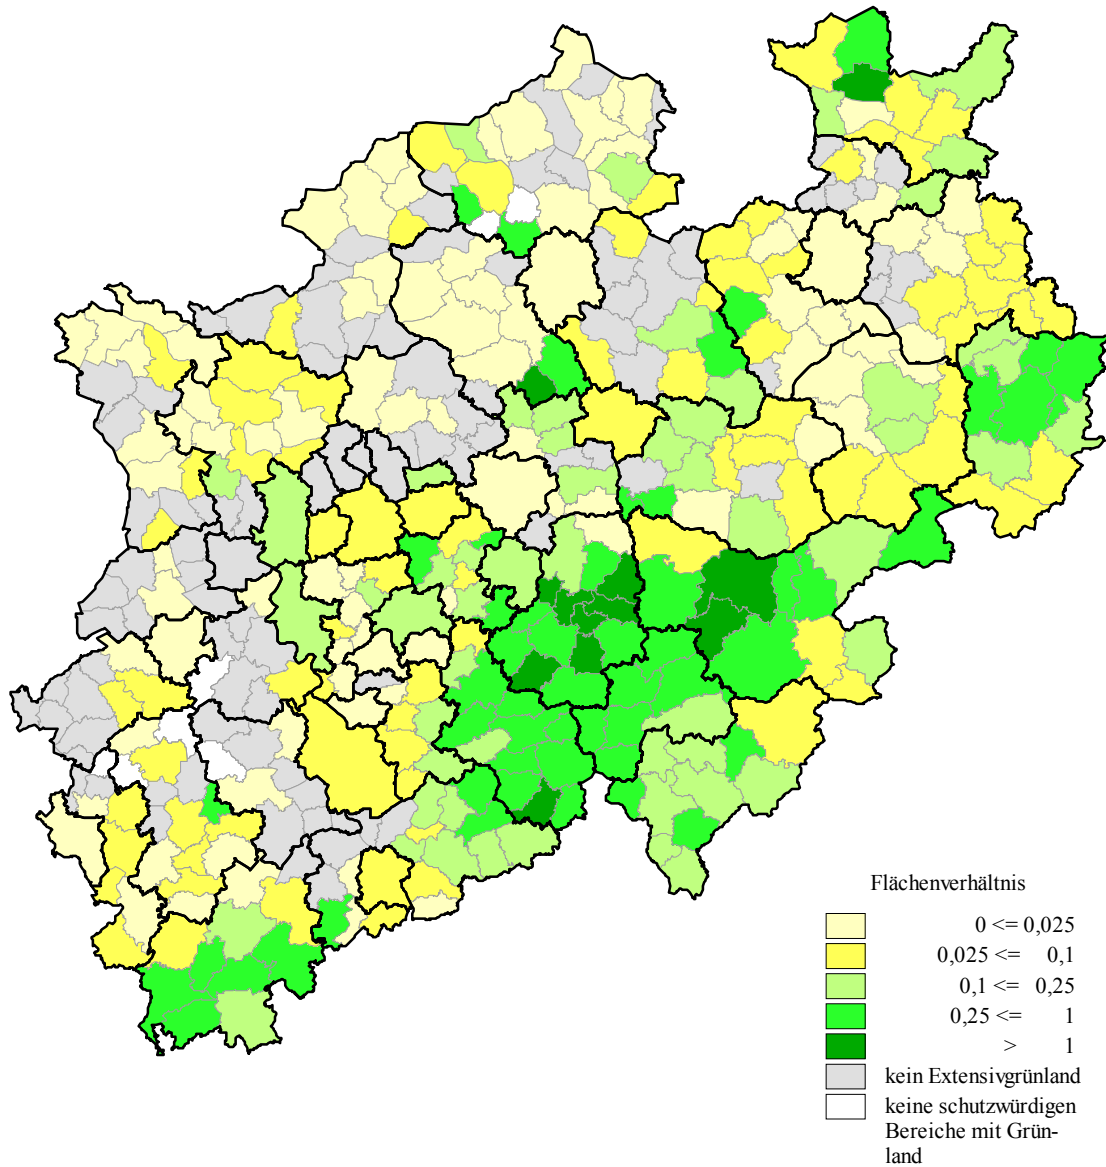 Flächenverhältnis
0 <= 0,025
0,025 <= 0,1
0,1 <= 0,25
0,25 <= 1
> 1
kein Extensivgrünland
keine schutzwürdigen
Bereiche mit Grün-
land